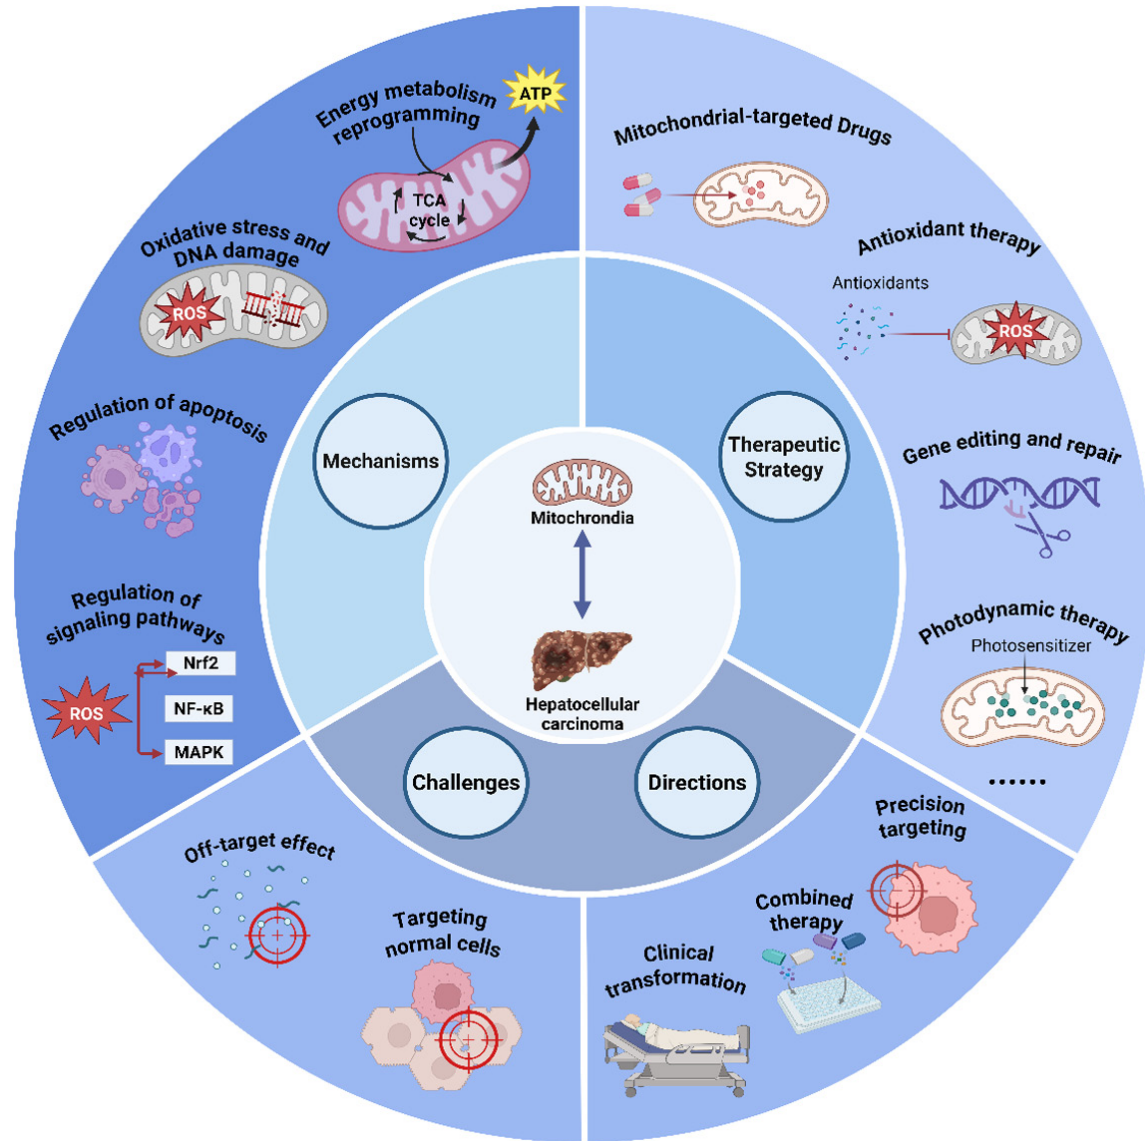 Energy metabolism
reprogramming
ATP
TCA
cycle
Oxidative stress and
DNA damage
ROS
Regulation of apoptosis
Regulation of
signaling pathways
ROS
Nrf2
NF-κB
MAPK
Mechanisms
Mitochrondia
Hepatocellular
carcinoma
Therapeutic
Strategy
Mitochondrial-targeted Drugs
Antioxidant therapy
Antioxidants
ROS
Gene editing and repair
Photodynamic therapy
Photosensitizer
......
Challenges
Directions
Off-target effect
Targeting
normal cells
Precision
targeting
Combined
therapy
Clinical
transformation